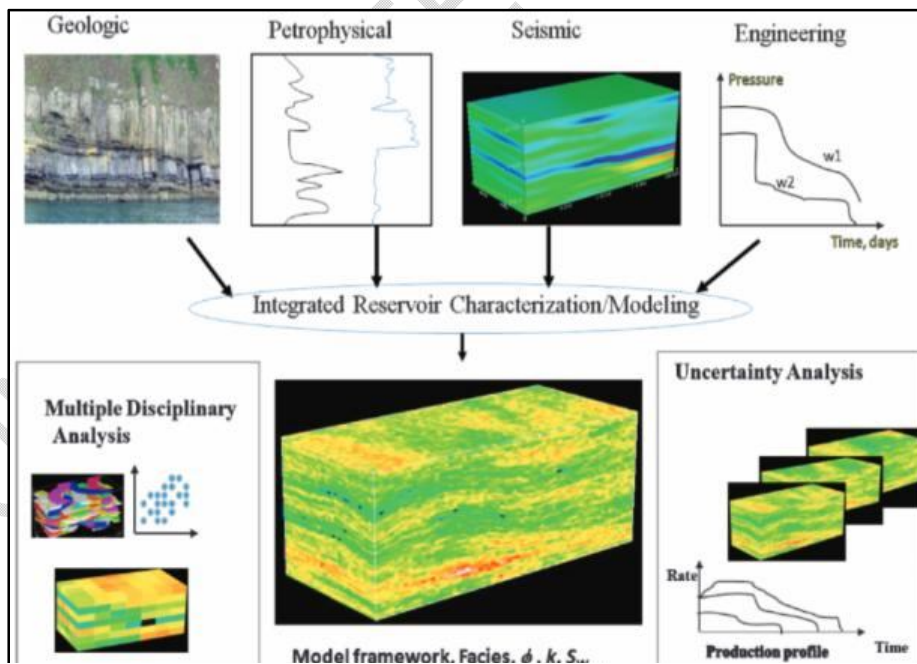 Geologic
Petrophysical
Seismic
Engineering
Pressure
w1
w2
Time, days
Integrated Reservoir Characterization/Modeling
Multiple Disciplinary
Analysis
Uncertainty Analysis
Rate
Time
Production profile
Model framework, Facies, ϕ, k, Sw,